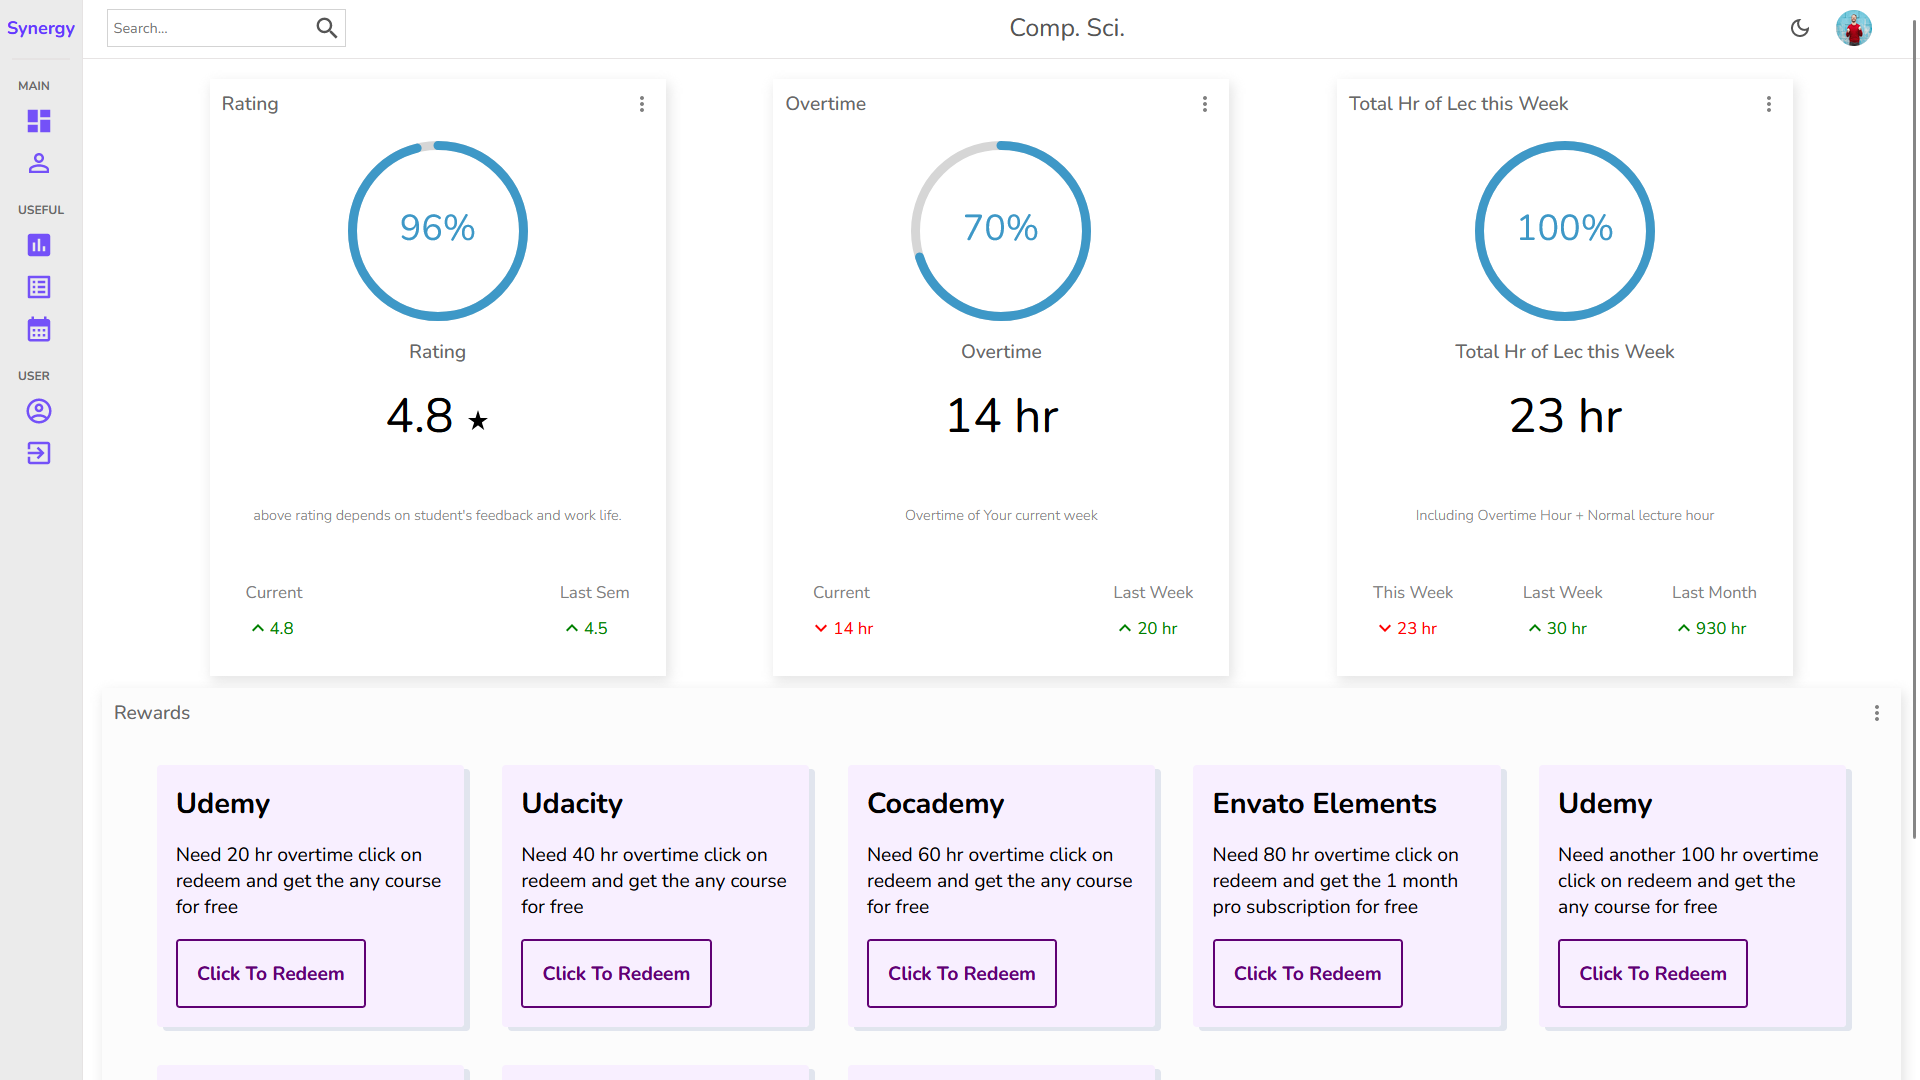 Synergy
Search...
Comp. Sci.
MAIN
USEFUL
USER
Rating
96%
Rating
4.8 ★
above rating depends on student's feedback and work life.
Current
Last Sem
4.8
4.5
Overtime
70%
Overtime
14 hr
Overtime of Your current week
Current
Last Week
14 hr
20 hr
Total Hr of Lec this Week
100%
Total Hr of Lec this Week
23 hr
Including Overtime Hour + Normal lecture hour
This Week
Last Week
Last Month
23 hr
30 hr
930 hr
Rewards
Udemy
Need 20 hr overtime click on
redeem and get the any course
for free
Click To Redeem
Udacity
Need 40 hr overtime click on
redeem and get the any course
for free
Click To Redeem
Cocademy
Need 60 hr overtime click on
redeem and get the any course
for free
Click To Redeem
Envato Elements
Need 80 hr overtime click on
redeem and get the 1 month
pro subscription for free
Click To Redeem
Udemy
Need another 100 hr overtime
click on redeem and get the
any course for free
Click To Redeem